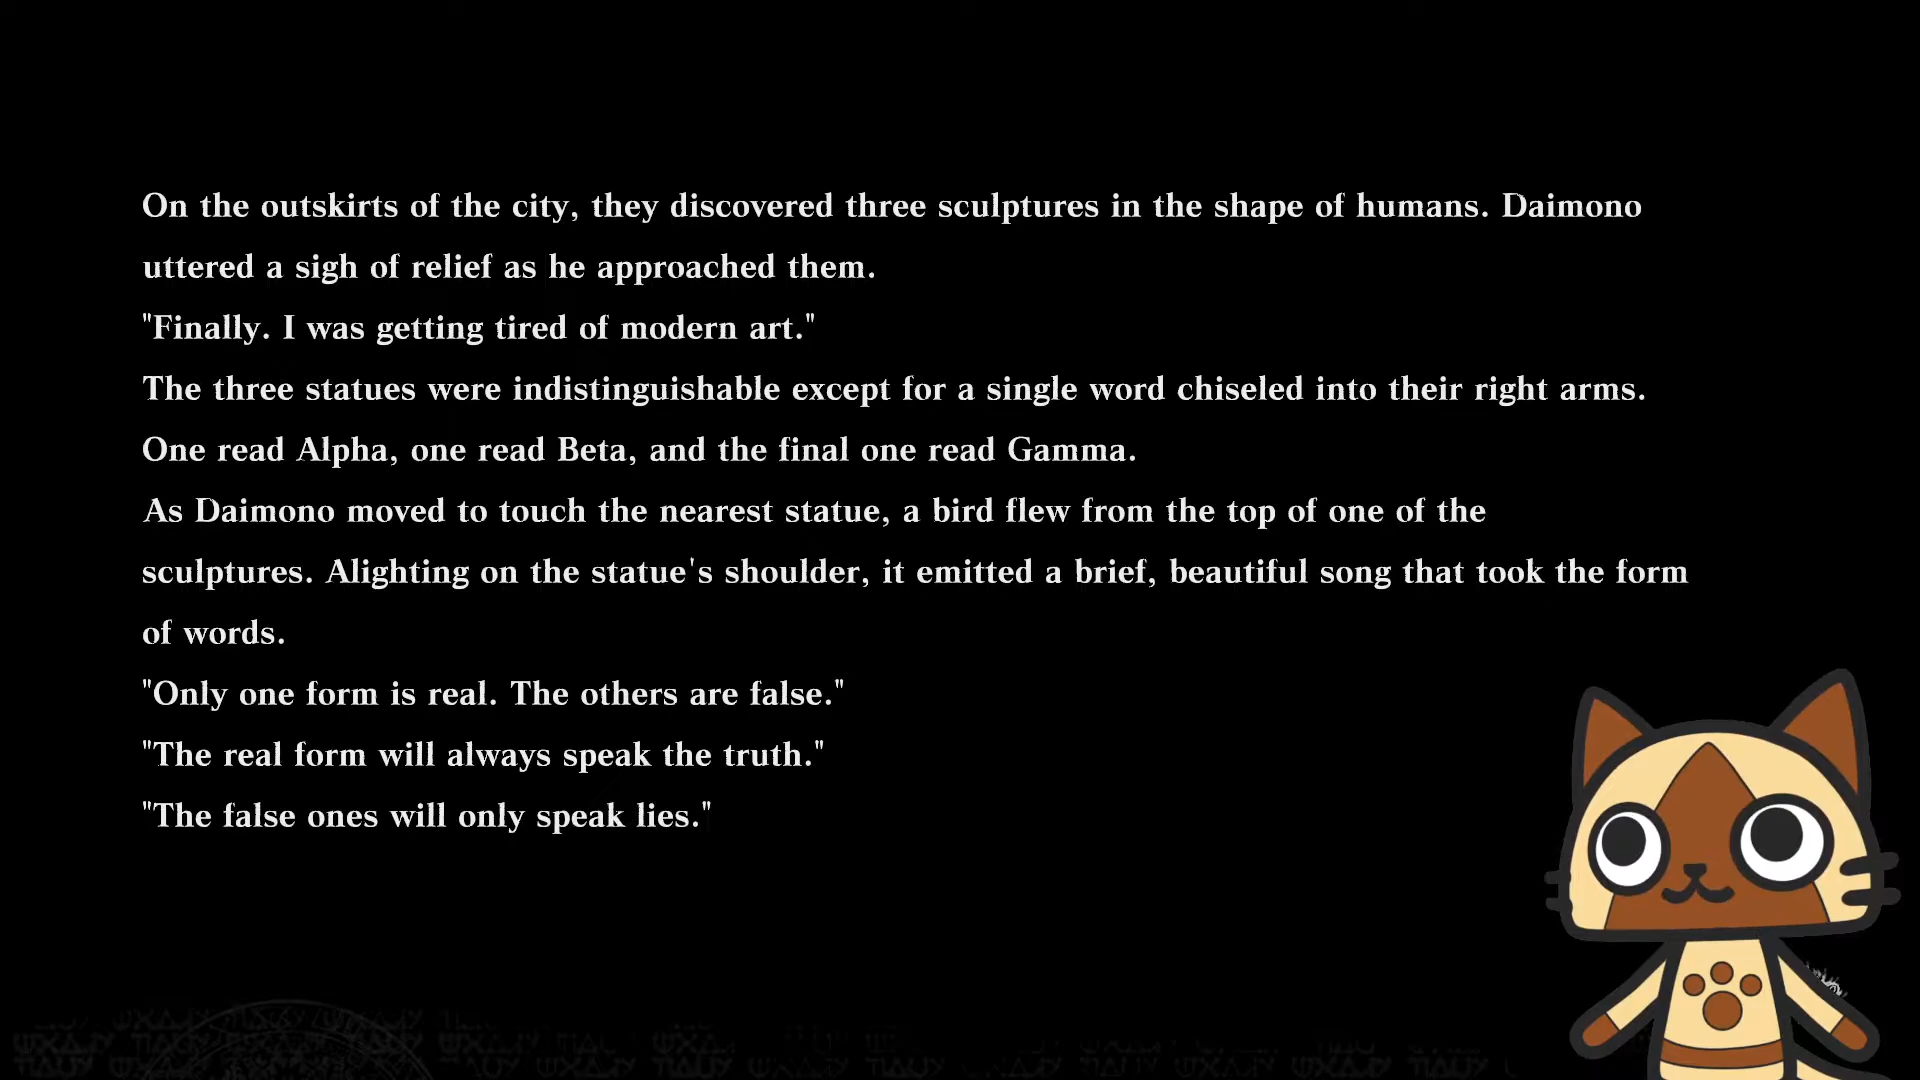 On the outskirts of the city, they discovered three sculptures in the shape of humans. Daimono
uttered a sigh of relief as he approached them.
"Finally. I was getting tired of modern art."
The three statues were indistinguishable except for a single word chiseled into their right arms.
One read Alpha, one read Beta, and the final one read Gamma.
As Daimono moved to touch the nearest statue, a bird flew from the top of one of the
sculptures. Alighting on the statue's shoulder, it emitted a brief, beautiful song that took the form
of words.
"Only one form is real. The others are false."
"The real form will always speak the truth."
"The false ones will only speak lies."